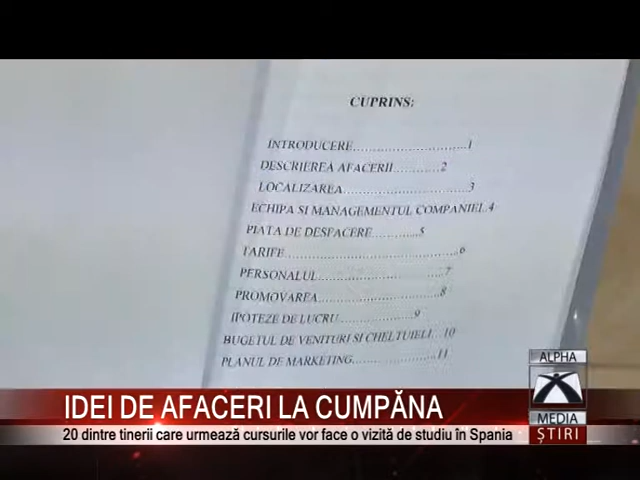 CUPRINS:
INTRODUCERE..............................1
DESCRIEREA AFACERII............2
LOCALIZAREA..............................3
ECHIPA SI MANAGEMENTUL COMPANIEI.4
PIATA DE DESFACERE............5
TARIFE..........................................6
PERSONALUL................................7
PROMOVAREA..............................8
IPOTEZE DE LUCRU..................9
BUGETUL DE VENITURI SI CHELTUIELI...10
PLANUL DE MARKETING....................11
ALPHA
MEDIA
ȘTIRI
IDEI DE AFACERI LA CUMPĂNA
20 dintre tinerii care urmează cursurile vor face o vizită de studiu în Spania